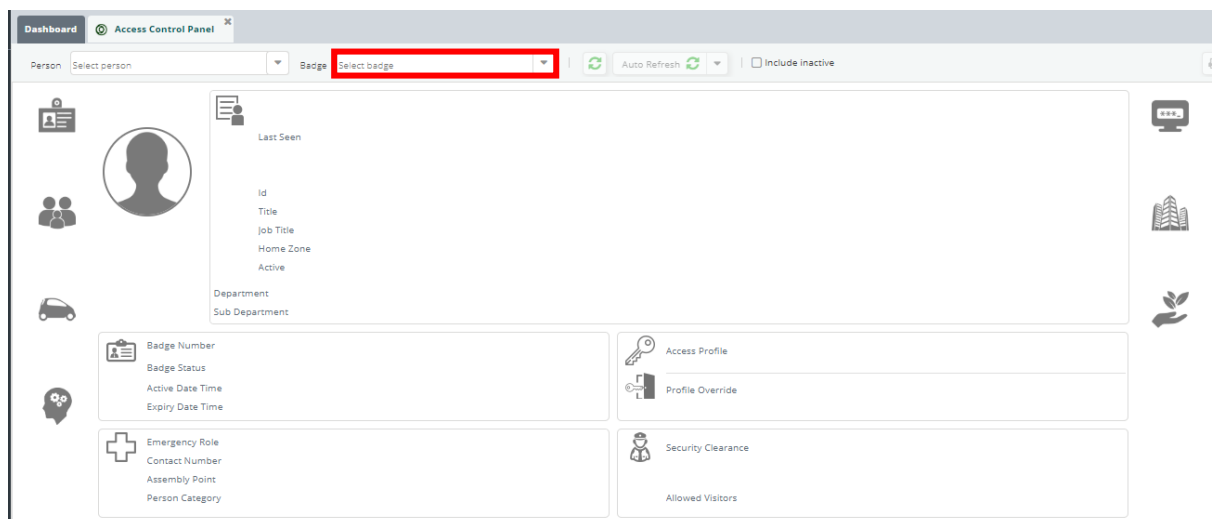 Dashboard Access Control Panel
Person Select person Badge Select badge Auto Refresh Include inactive
***_
Last Seen
Id
Title
Job Title
Home Zone
Active
Department
Sub Department
Badge Number
Badge Status
Active Date Time
Expiry Date Time
Access Profile
Profile Override
Emergency Role
Contact Number
Assembly Point
Person Category
Security Clearance
Allowed Visitors